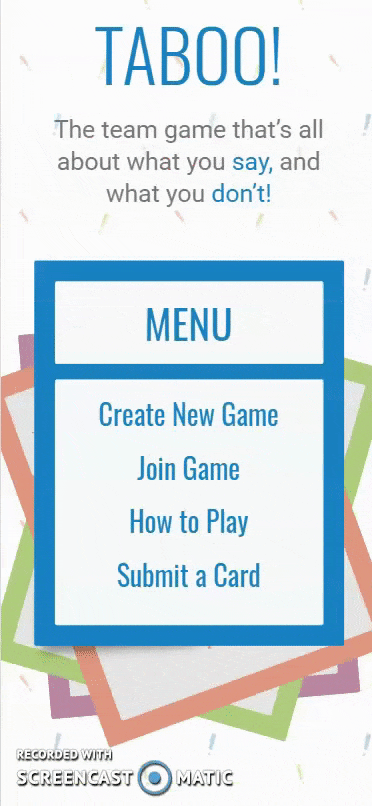 TABOO!
The team game that’s all
about what you say, and
what you don’t!
MENU
Create New Game
Join Game
How to Play
Submit a Card
RECORDED WITH
SCREENCAST MATIC